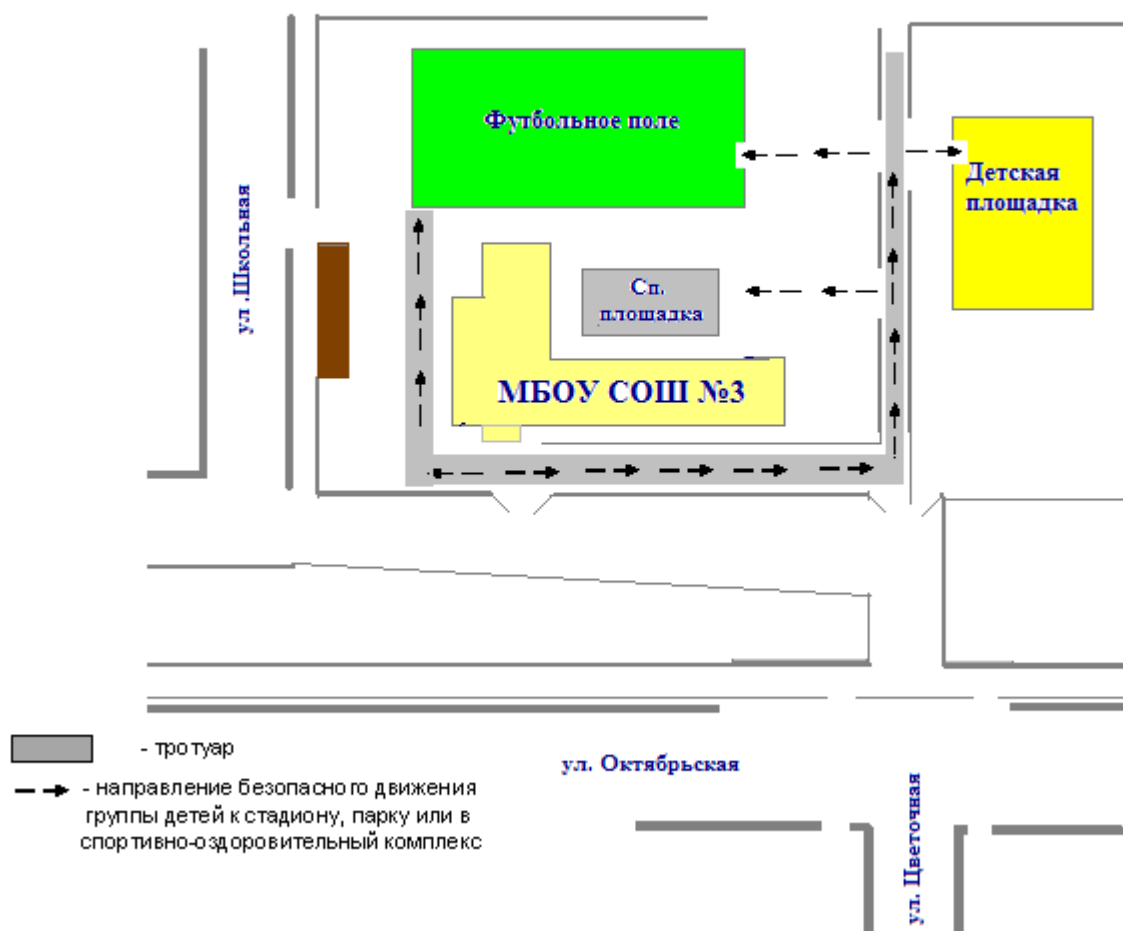 Футбольное поле
Детская
площадка
ул .Школьная
Сп.
площадка
МБОУ СОШ №3
- тротуар
ул. Октябрьская
- направление безопасного движения
группы детей к стадиону, парку или в
спортивно-оздоровительный комплекс
ул. Цветочная